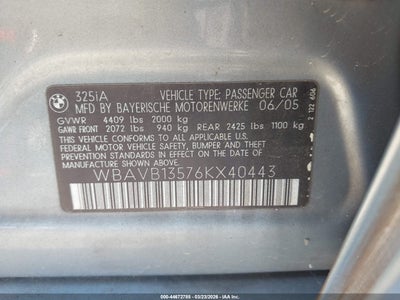 325iA VEHICLE TYPE: PASSENGER CAR
MFD BY BAYERISCHE MOTORENWERKE 06/05
GVWR 4409 lbs 2000 kg
GAWR FRONT 2072 lbs 940 kg REAR 2425 lbs 1100 kg
THIS VEHICLE CONFORMS TO ALL APPLICABLE U.S.
FEDERAL MOTOR VEHICLE SAFETY, BUMPER AND THEFT
PREVENTION STANDARDS IN EFFECT ON THE DATE OF
MANUFACTURE SHOWN ABOVE.
WBAVB13576KX40443